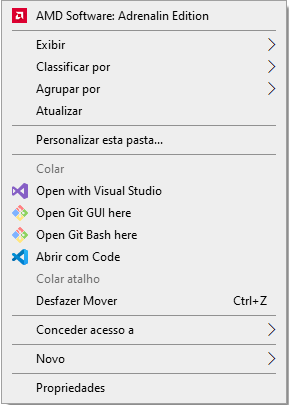 AMD Software: Adrenalin Edition
Exibir
Classificar por
Agrupar por
Atualizar
Personalizar esta pasta...
Colar
Open with Visual Studio
Open Git GUI here
Open Git Bash here
Abrir com Code
Colar atalho
Desfazer Mover Ctrl+Z
Conceder acesso a
Novo
Propriedades